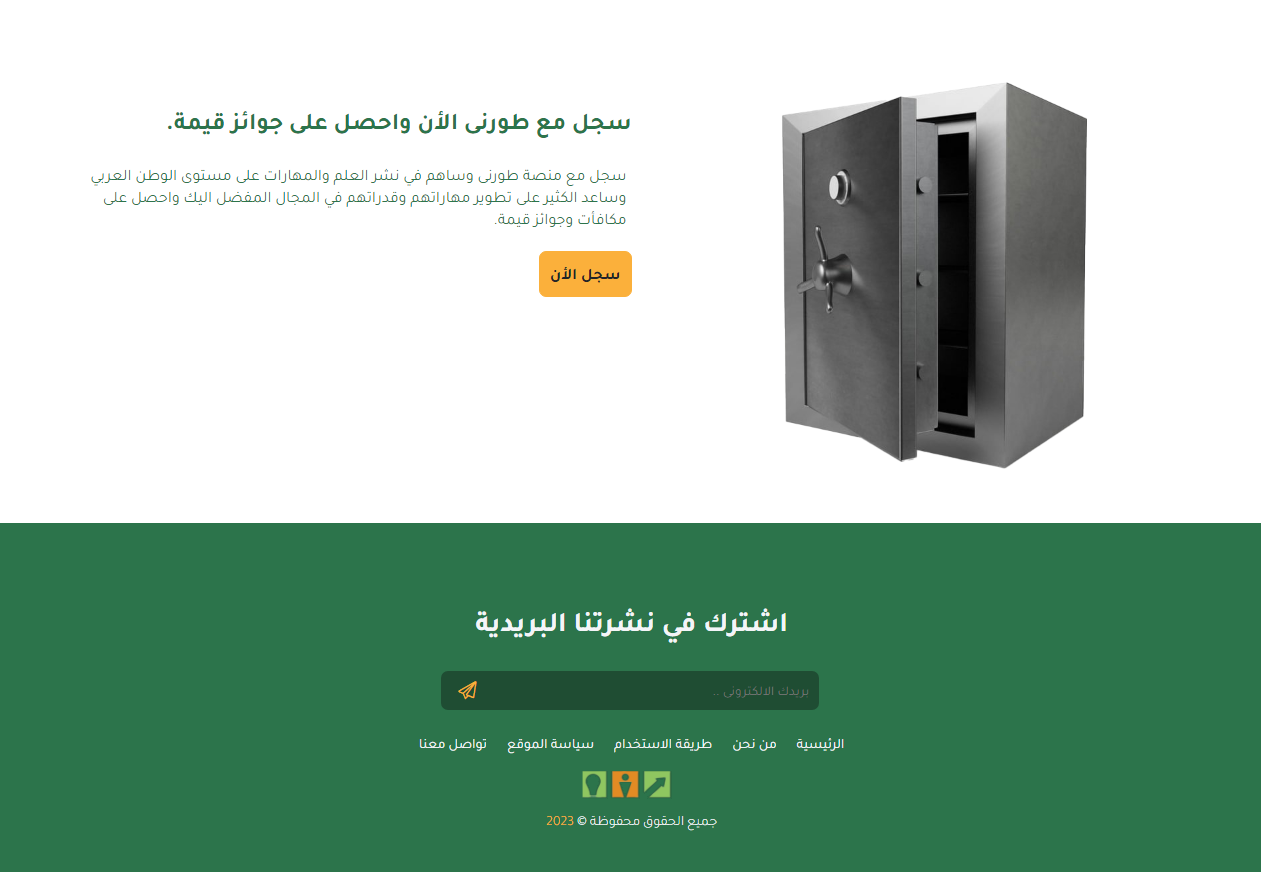 سجل مع طورنى الأن واحصل على جوائز قيمة.
سجل مع منصة طورنى وساهم في نشر العلم والمهارات على مستوى الوطن العربي
وساعد الكثير على تطوير مهاراتهم وقدراتهم في المجال المفضل اليك واحصل على
مكافأت وجوائز قيمة.
سجل الأن
اشترك في نشرتنا البريدية
بريدك الالكترونى ..
الرئيسية من نحن طريقة الاستخدام سياسة الموقع تواصل معنا
جميع الحقوق محفوظة © 2023